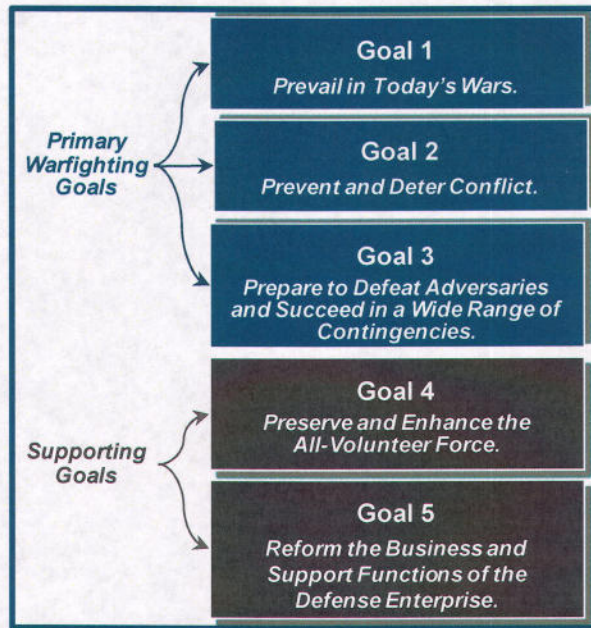 Primary
Warfighting
Goals
Goal 1
Prevail in Today's Wars.
Goal 2
Prevent and Deter Conflict.
Goal 3
Prepare to Defeat Adversaries
and Succeed in a Wide Range of
Contingencies.
Supporting
Goals
Goal 4
Preserve and Enhance the
All-Volunteer Force.
Goal 5
Reform the Business and
Support Functions of the
Defense Enterprise.